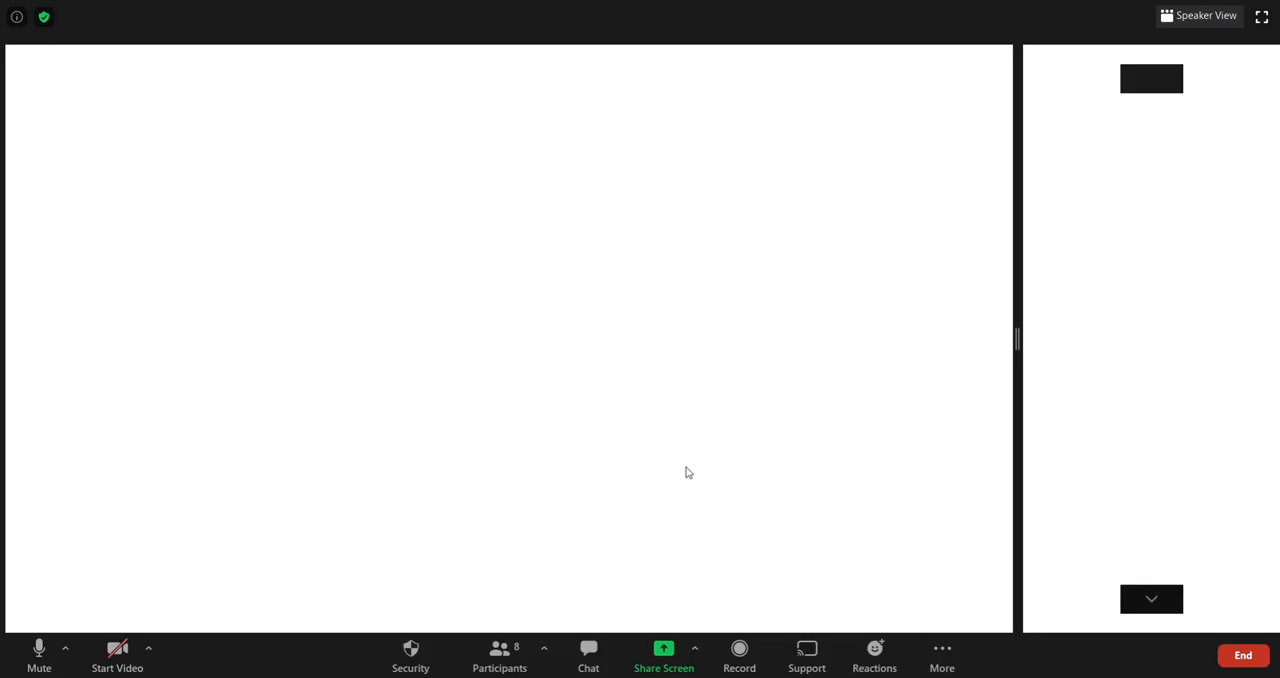 Speaker View
Mute
Start Video
Security
Participants
8
Chat
Share Screen
Record
Support
Reactions
More
End